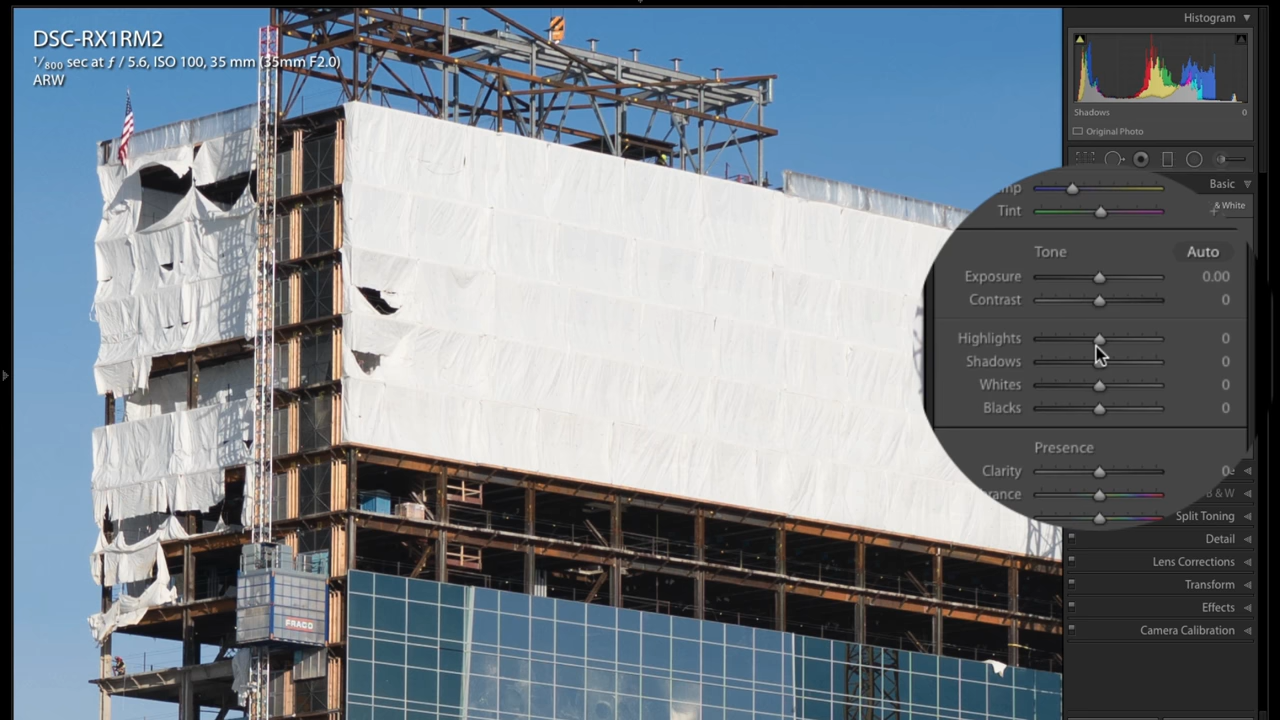 DSC-RX1RM2
1/800 sec at ƒ / 5.6, ISO 100, 35 mm (35mm F2.0)
ARW
FRACO
Histogram
Shadows 0
Original Photo
Basic
& White
Tint
Tone Auto
Exposure 0.00
Contrast 0
Highlights 0
Shadows 0
Whites 0
Blacks 0
Presence
Clarity 0
B & W
Split Toning
Detail
Lens Corrections
Transform
Effects
Camera Calibration